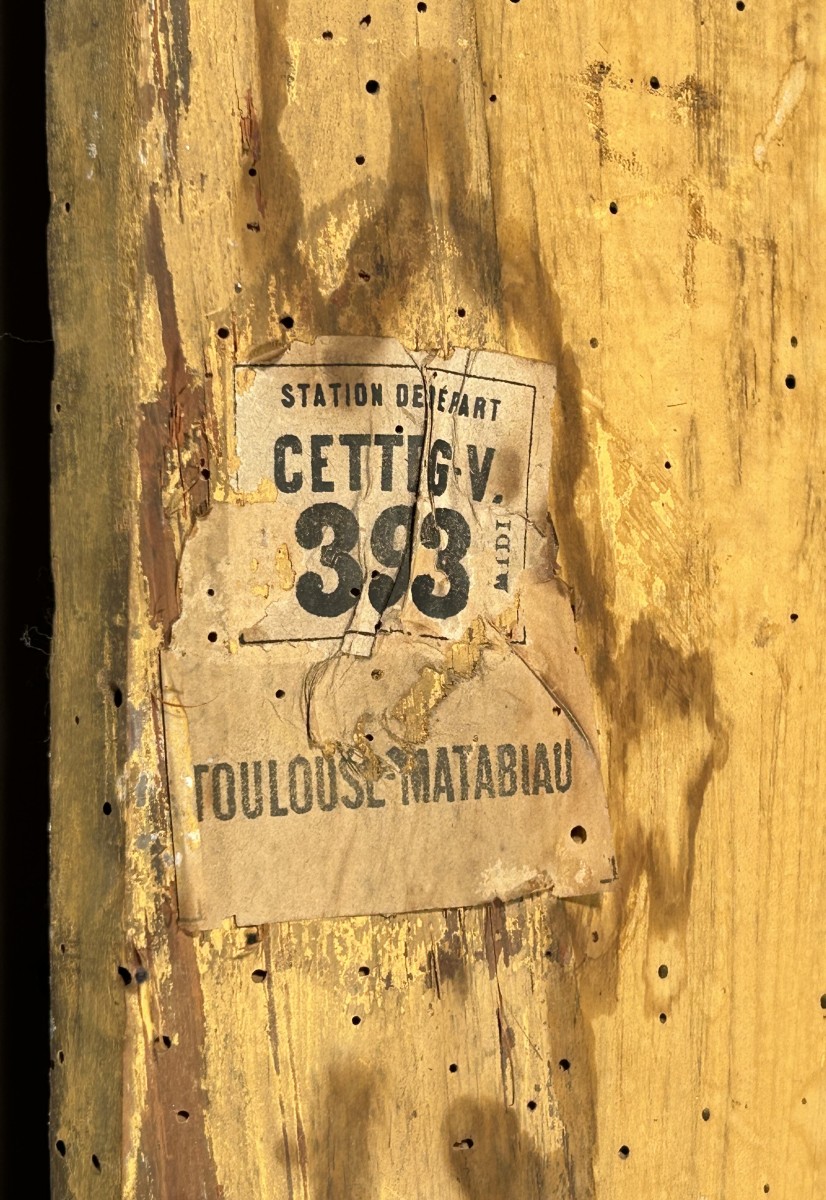 STATION DE DÉPART
CETTE G.-V.
393
MIDI
TOULOUSE-MATABIAU